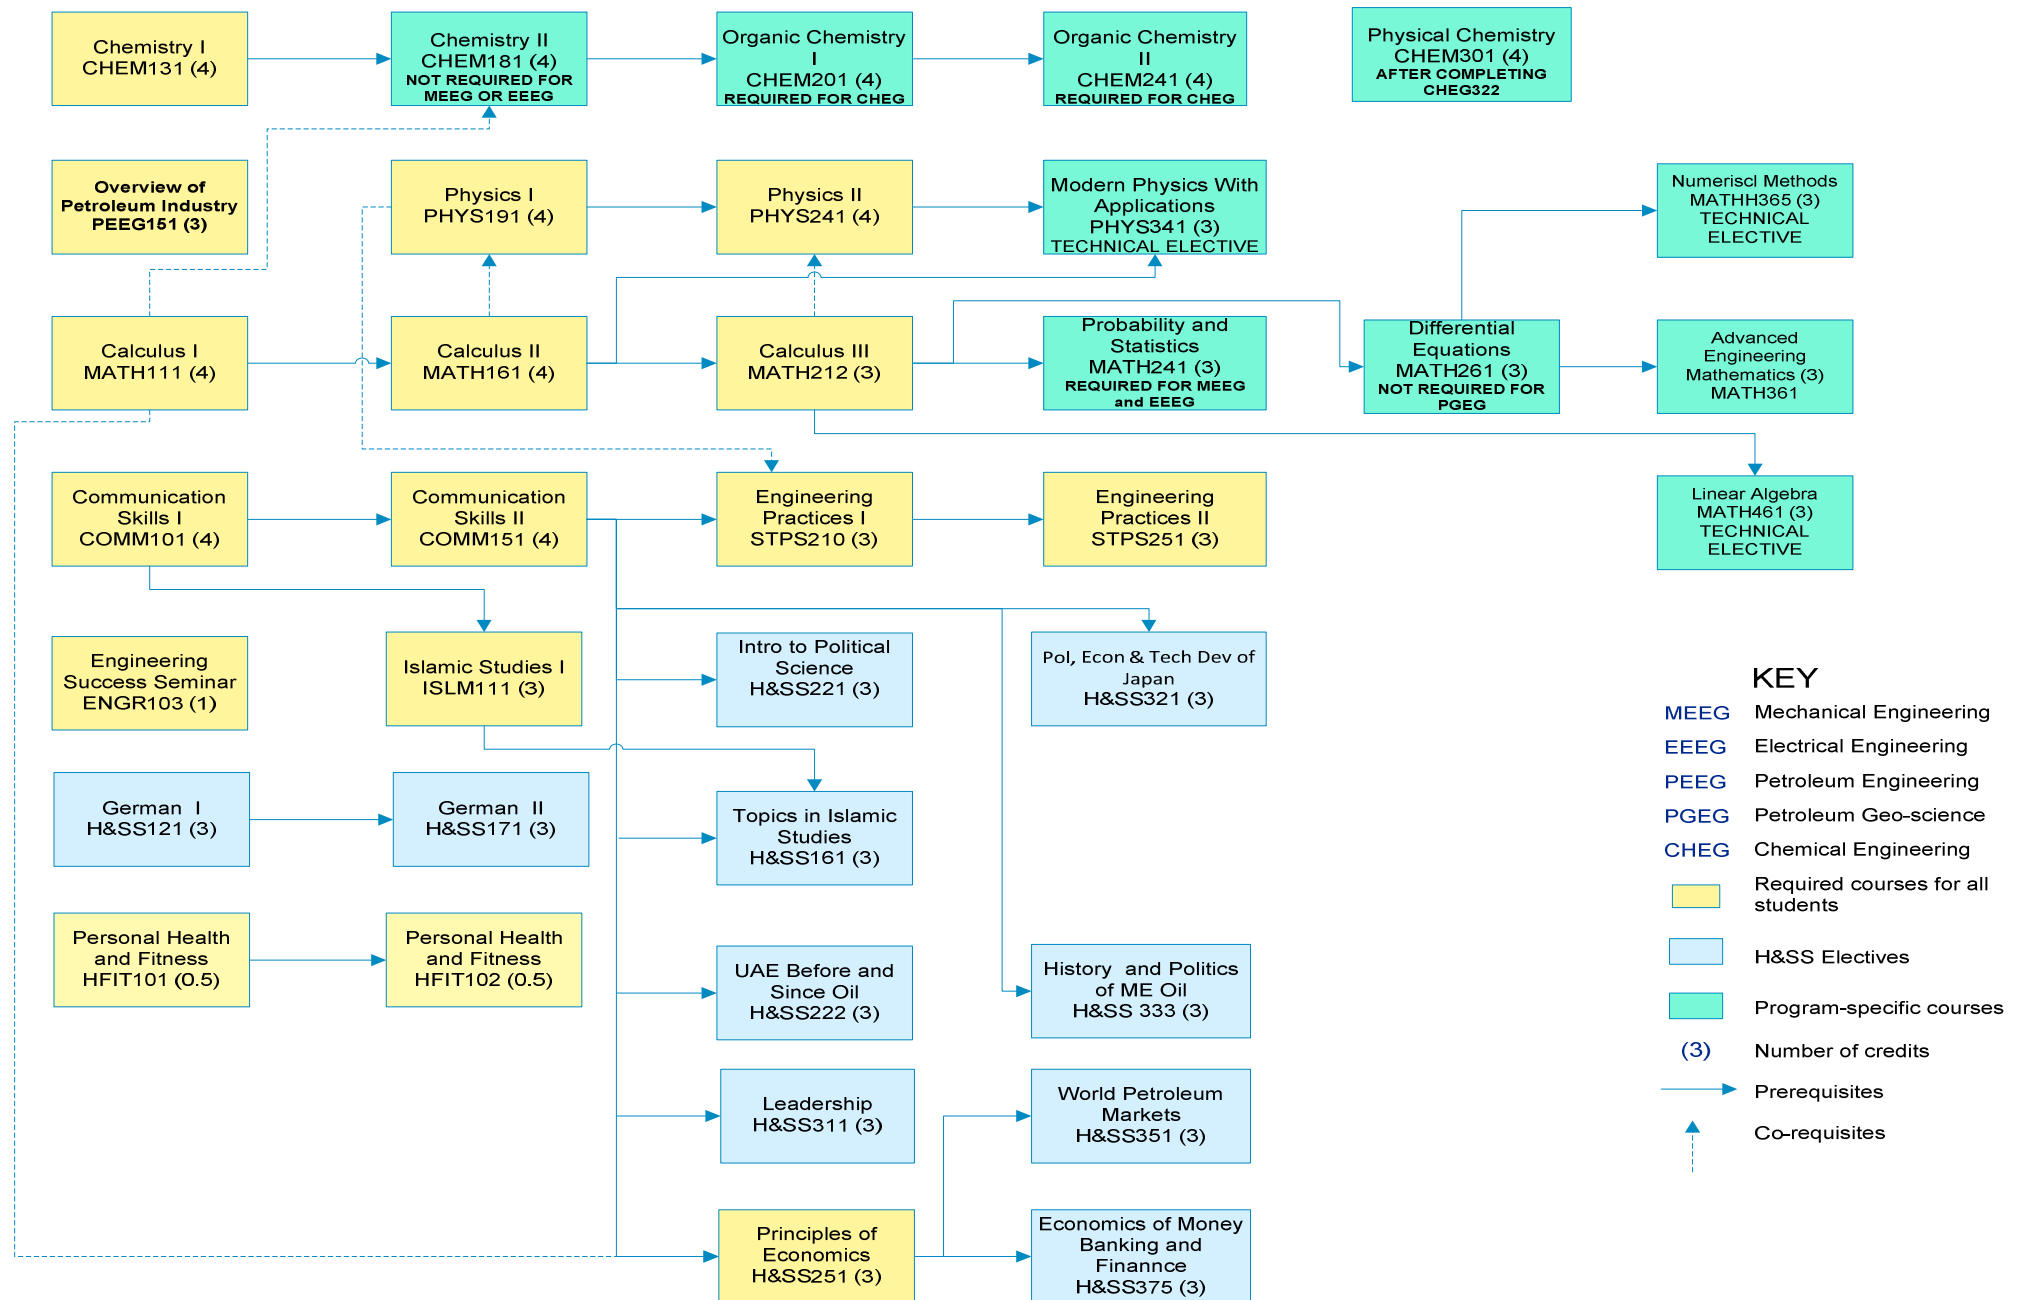 Chemistry I
CHEM131 (4)
Chemistry II
CHEM181 (4)
NOT REQUIRED FOR
MEEG OR EEEG
Organic Chemistry
I
CHEM201 (4)
REQUIRED FOR CHEG
Organic Chemistry
II
CHEM241 (4)
REQUIRED FOR CHEG
Physical Chemistry
CHEM301 (4)
AFTER COMPLETING
CHEG322
Overview of
Petroleum Industry
PEEG151 (3)
Physics I
PHYS191 (4)
Physics II
PHYS241 (4)
Modern Physics With
Applications
PHYS341 (3)
TECHNICAL ELECTIVE
Numeriscl Methods
MATHH365 (3)
TECHNICAL
ELECTIVE
Calculus I
MATH111 (4)
Calculus II
MATH161 (4)
Calculus III
MATH212 (3)
Probability and
Statistics
MATH241 (3)
REQUIRED FOR MEEG
and EEEG
Differential
Equations
MATH261 (3)
NOT REQUIRED FOR
PGEG
Advanced
Engineering
Mathematics (3)
MATH361
Communication
Skills I
COMM101 (4)
Communication
Skills II
COMM151 (4)
Engineering
Practices I
STPS210 (3)
Engineering
Practices II
STPS251 (3)
Linear Algebra
MATH461 (3)
TECHNICAL
ELECTIVE
Engineering
Success Seminar
ENGR103 (1)
Islamic Studies I
ISLM111 (3)
Intro to Political
Science
H&SS221 (3)
Pol, Econ & Tech Dev of
Japan
H&SS321 (3)
German I
H&SS121 (3)
German II
H&SS171 (3)
Topics in Islamic
Studies
H&SS161 (3)
Personal Health
and Fitness
HFIT101 (0.5)
Personal Health
and Fitness
HFIT102 (0.5)
UAE Before and
Since Oil
H&SS222 (3)
History and Politics
of ME Oil
H&SS 333 (3)
Leadership
H&SS311 (3)
World Petroleum
Markets
H&SS351 (3)
Principles of
Economics
H&SS251 (3)
Economics of Money
Banking and
Finannce
H&SS375 (3)
KEY
MEEG Mechanical Engineering
EEEG Electrical Engineering
PEEG Petroleum Engineering
PGEG Petroleum Geo-science
CHEG Chemical Engineering
Required courses for all
students
H&SS Electives
Program-specific courses
(3) Number of credits
Prerequisites
Co-requisites